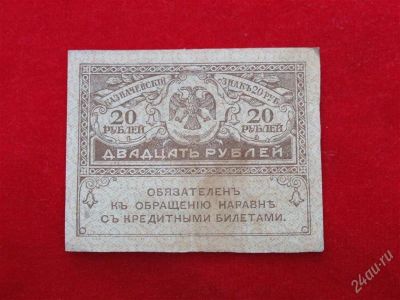 КАЗНАЧЕЙСКІЙ ЗНАКЪ 20 РУБ.
20 20
РУБЛЕЙ РУБЛЕЙ
ДВАДЦАТЬ РУБЛЕЙ
ОБЯЗАТЕЛЕНЪ
КЪ ОБРАЩЕНІЮ НАРАВНѢ
СЪ КРЕДИТНЫМИ БИЛЕТАМИ.
24au.ru